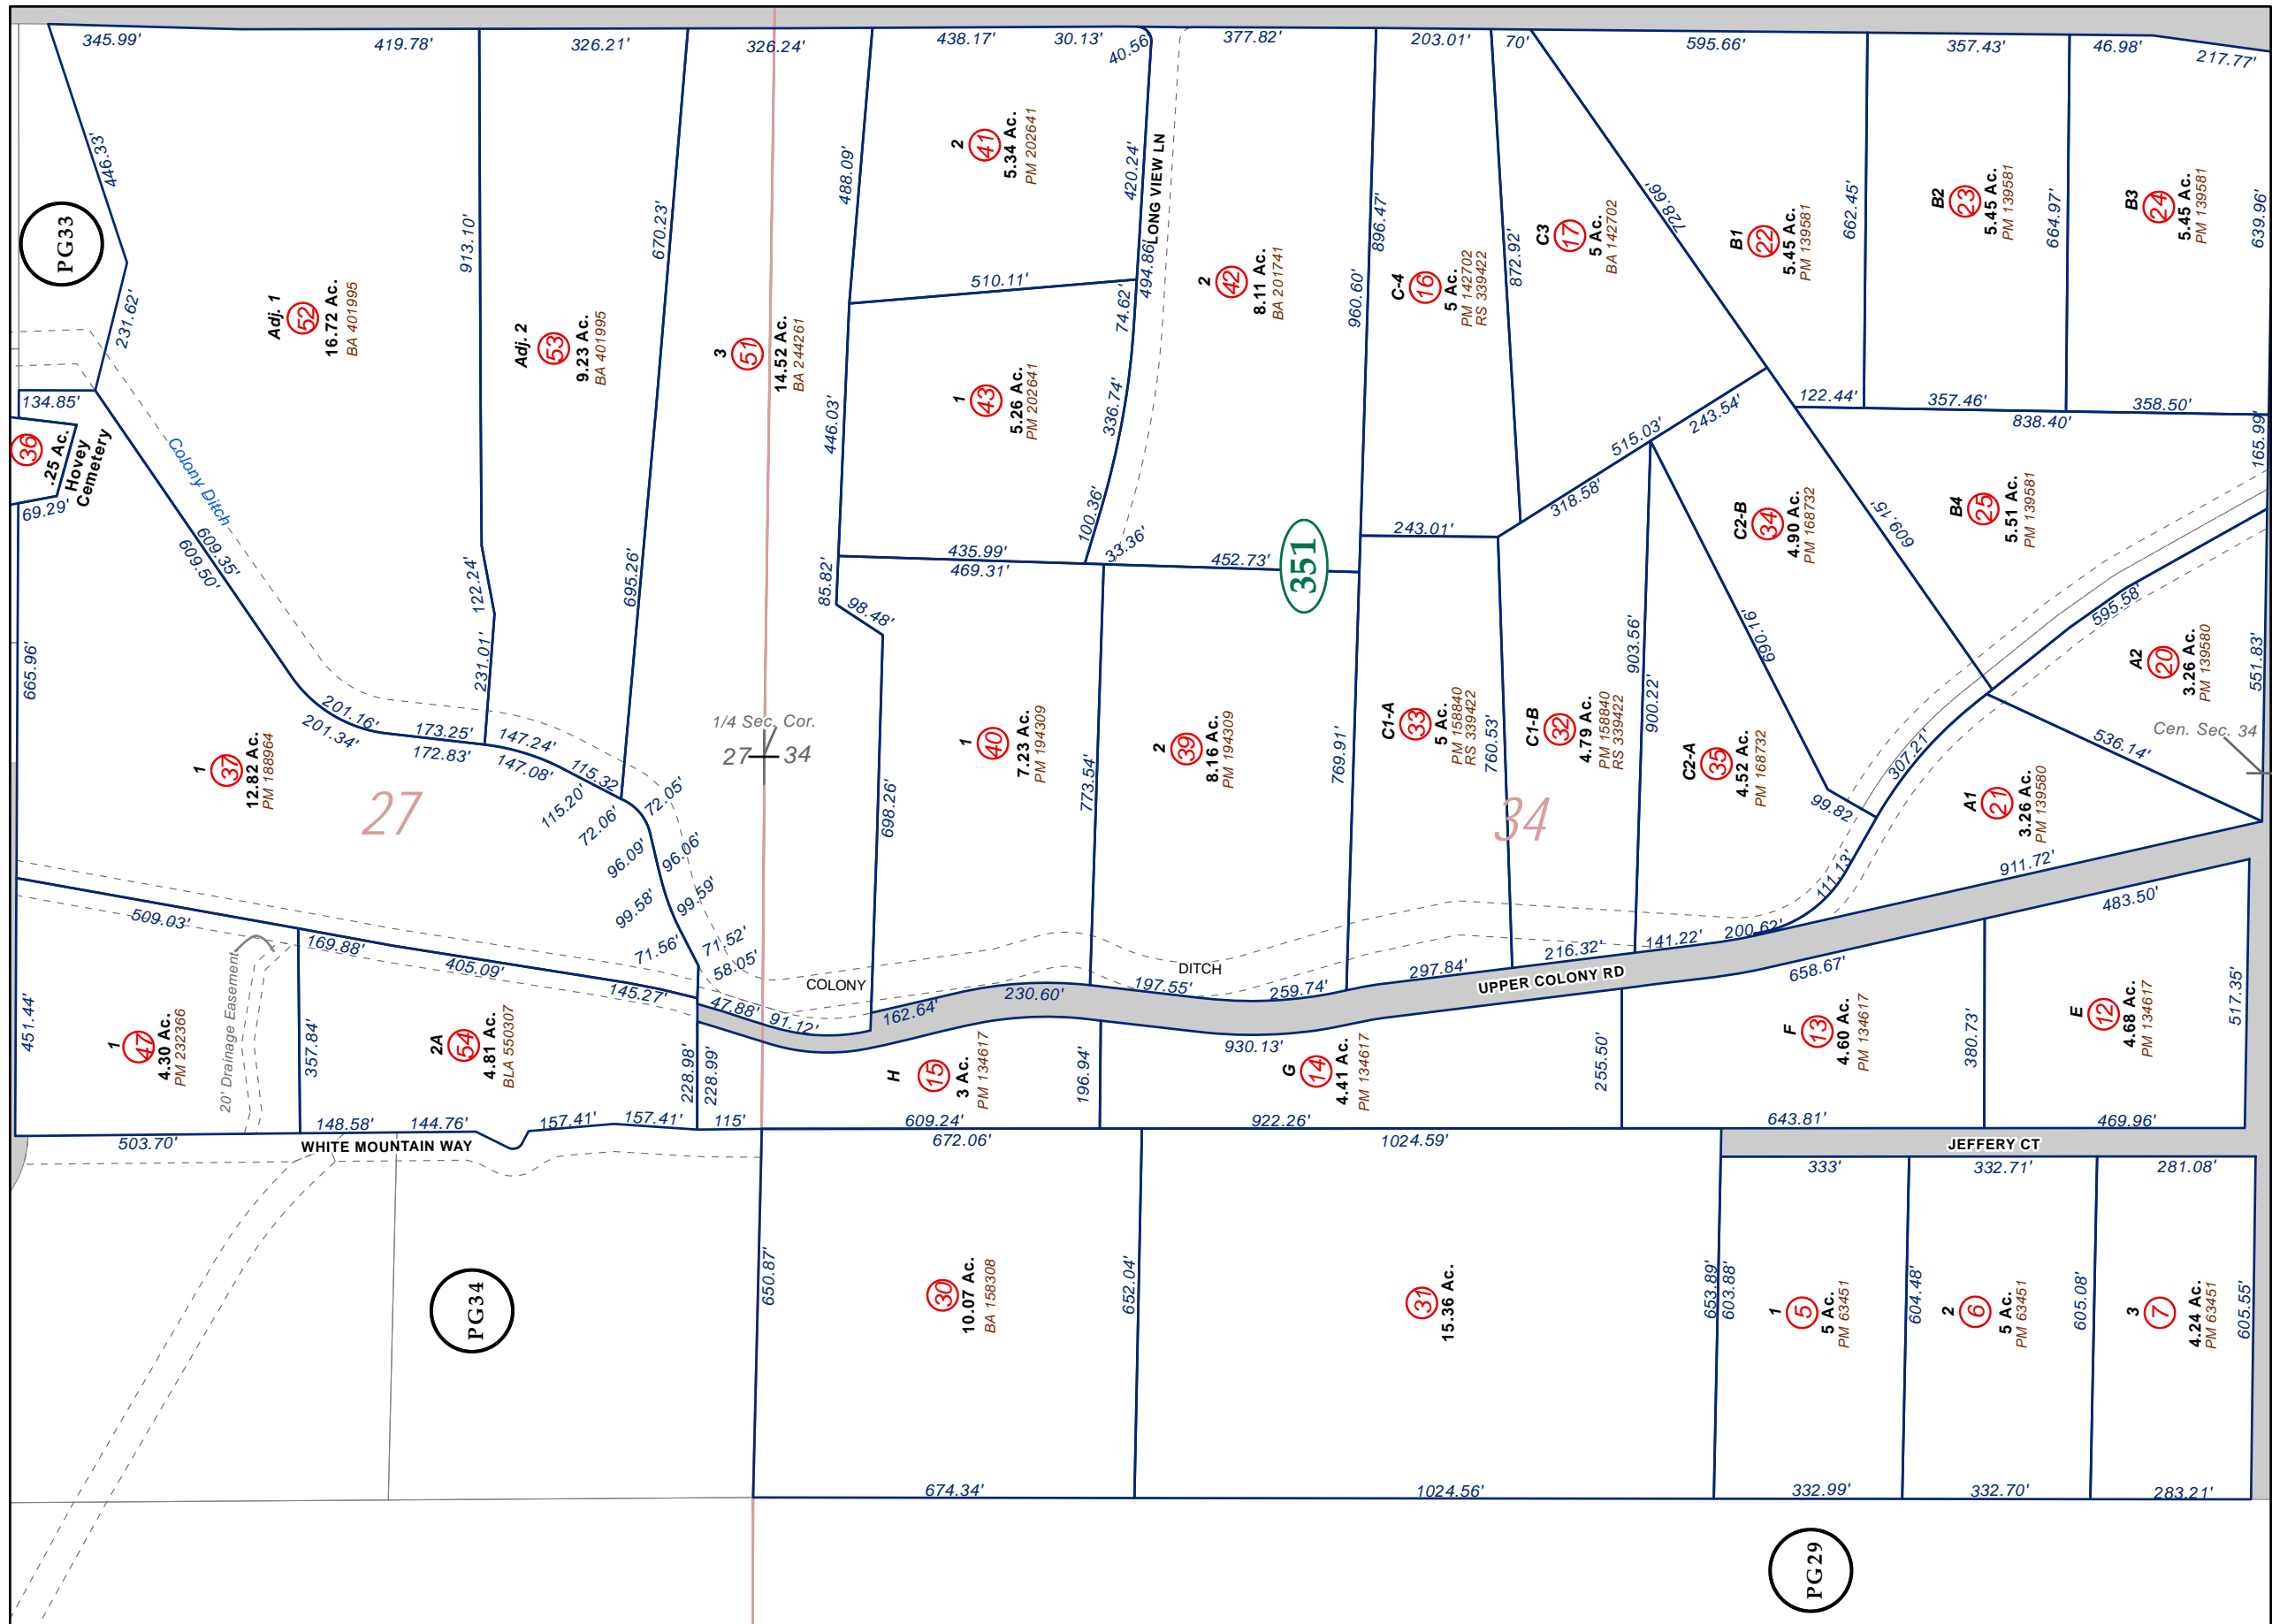 345.99'
419.78'
326.21'
326.24'
438.17'
30.13'
40.56
377.82'
203.01'
70'
595.66'
357.43'
46.98'
217.77'
PG33
446.33'
231.62'
Adj. 1
52
16.72 Ac.
BA 401995
913.10'
Adj. 2
53
9.23 Ac.
BA 401995
670.23'
3
51
14.52 Ac.
BA 244261
488.09'
446.03'
2
41
5.34 Ac.
PM 202641
510.11'
1
43
5.26 Ac.
PM 202641
420.24'
LONG VIEW LN
494.86'
74.62'
336.74'
100.36'
33.36'
2
42
8.11 Ac.
BA 201741
896.47'
960.60'
C-4
16
5 Ac.
PM 142702
RS 339422
872.92'
C3
17
5 Ac.
BA 142702
728.66'
B1
22
5.45 Ac.
PM 139581
662.45'
B2
23
5.45 Ac.
PM 139581
664.97'
B3
24
5.45 Ac.
PM 139581
639.96'
134.85'
36
.25 Ac.
Hovey
Cemetery
69.29'
Colony Ditch
609.35'
609.50'
122.24'
231.01'
695.26'
85.82'
98.48'
435.99'
469.31'
452.73'
351
243.01'
318.58'
515.03'
243.54'
122.44'
357.46'
358.50'
838.40'
165.99'
C2-B
34
4.90 Ac.
PM 168732
609.15'
B4
25
5.51 Ac.
PM 139581
595.58'
A2
20
3.26 Ac.
PM 139580
551.83'
Cen. Sec. 34
665.96'
1
37
12.82 Ac.
PM 188964
27
201.16'
201.34'
173.25'
172.83'
147.24'
147.08'
115.32
115.20'
72.05'
72.06'
96.09'
96.06'
99.58'
99.59'
71.56'
71.52'
58.05'
1/4 Sec. Cor.
27
34
698.26'
1
40
7.23 Ac.
PM 194309
773.54'
2
39
8.16 Ac.
PM 194309
769.91'
C1-A
33
5 Ac.
PM 158840
RS 339422
760.53'
34
C1-B
32
4.79 Ac.
PM 158840
RS 339422
903.56'
900.22'
690.16'
C2-A
35
4.52 Ac.
PM 168732
99.82
307.21'
111.13'
A1
21
3.26 Ac.
PM 139580
536.14'
911.72'
483.50'
509.03'
169.88'
405.09'
145.27'
47.88'
91.12'
COLONY
DITCH
162.64'
230.60'
197.55'
259.74'
297.84'
216.32'
141.22'
200.62'
UPPER COLONY RD
658.67'
451.44'
1
47
4.30 Ac.
PM 232366
20' Drainage Easement
357.84'
2A
54
4.81 Ac.
BLA 550307
228.98'
228.99'
H
15
3 Ac.
PM 134617
196.94'
930.13'
G
14
4.41 Ac.
PM 134617
255.50'
F
13
4.60 Ac.
PM 134617
380.73'
E
12
4.68 Ac.
PM 134617
517.35'
503.70'
148.58'
144.76'
157.41'
157.41'
115'
609.24'
672.06'
922.26'
1024.59'
643.81'
469.96'
WHITE MOUNTAIN WAY
JEFFERY CT
333'
332.71'
281.08'
PG34
650.87'
30
10.07 Ac.
BA 158308
652.04'
31
15.36 Ac.
653.89'
603.88'
1
5
5 Ac.
PM 63451
604.48'
2
6
5 Ac.
PM 63451
605.08'
3
7
4.24 Ac.
PM 63451
605.55'
674.34'
1024.56'
332.99'
332.70'
283.21'
PG29